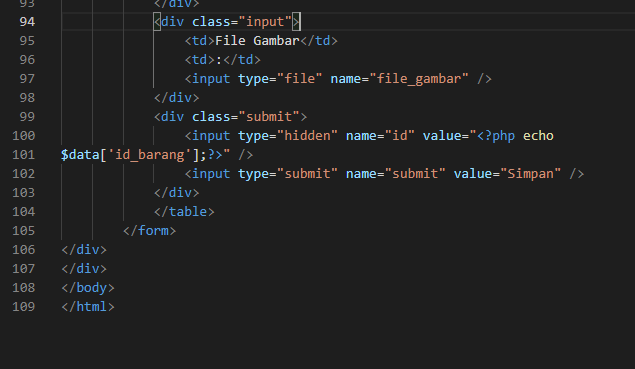 93 </div>
94 <div class="input">
95 <td>File Gambar</td>
96 <td>:</td>
97 <input type="file" name="file_gambar" />
98 </div>
99 <div class="submit">
100 <input type="hidden" name="id" value="<?php echo
101 $data['id_barang'];?>" />
102 <input type="submit" name="submit" value="Simpan" />
103 </div>
104 </table>
105 </form>
106 </div>
107 </div>
108 </body>
109 </html>